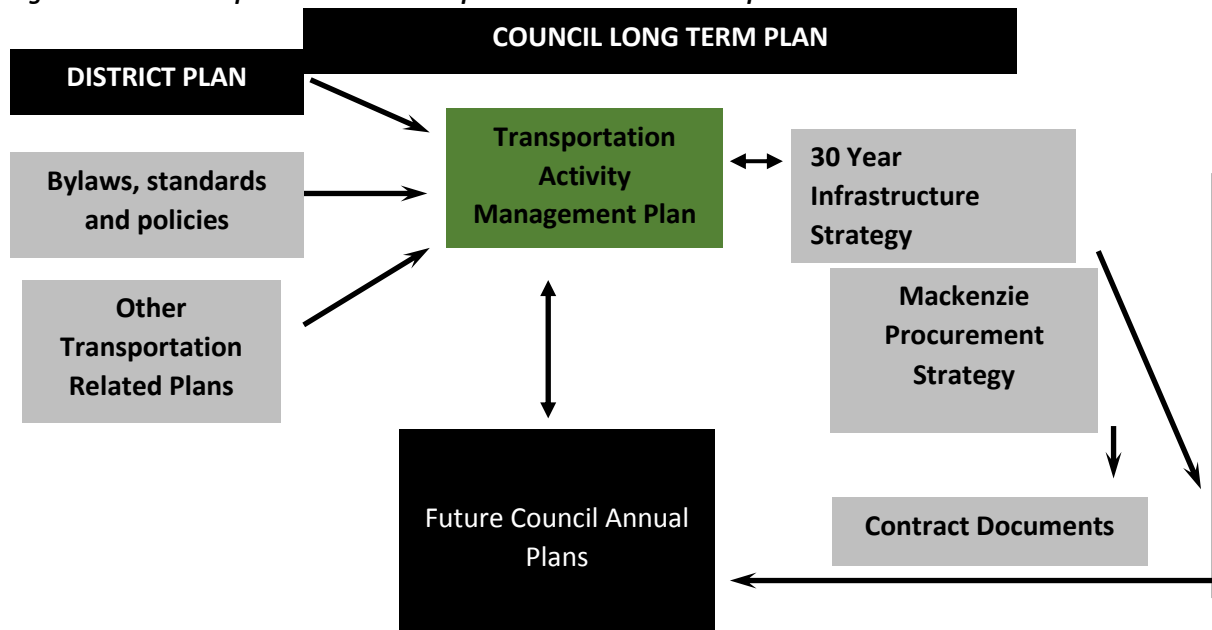 COUNCIL LONG TERM PLAN
DISTRICT PLAN
Transportation
Activity
Management Plan
30 Year
Infrastructure
Strategy
Bylaws, standards
and policies
Other
Transportation
Related Plans
Mackenzie
Procurement
Strategy
Future Council Annual
Plans
Contract Documents